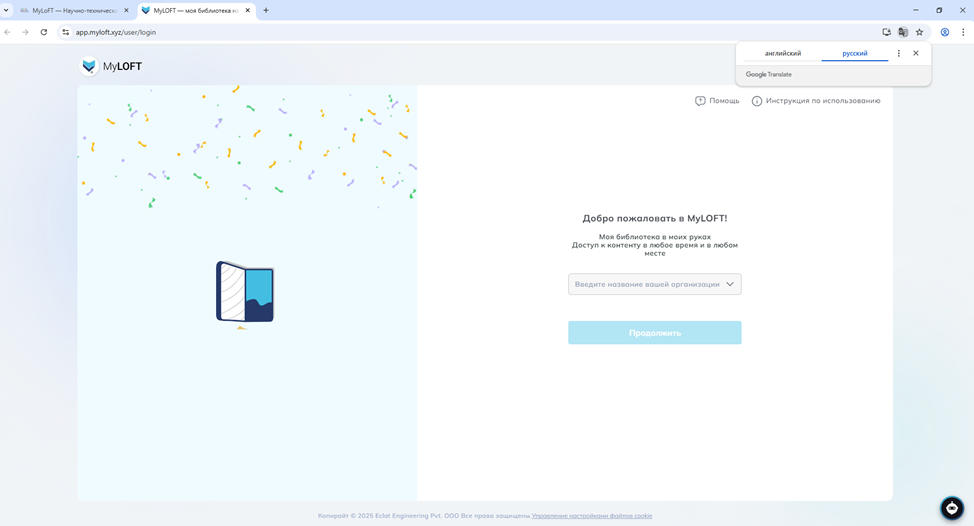 MyLoFT — Научно-техническ
MyLOFT — моя библиотека н
app.myloft.xyz/user/login
английский
русский
Google Translate
MyLOFT
Помощь
Инструкция по использованию
Добро пожаловать в MyLOFT!
Моя библиотека в моих руках
Доступ к контенту в любое время и в любом
месте
Введите название вашей организации
Продолжить
Копирайт © 2025 Eclat Engineering Pvt. ООО Все права защищены. Управление настройками файлов cookie